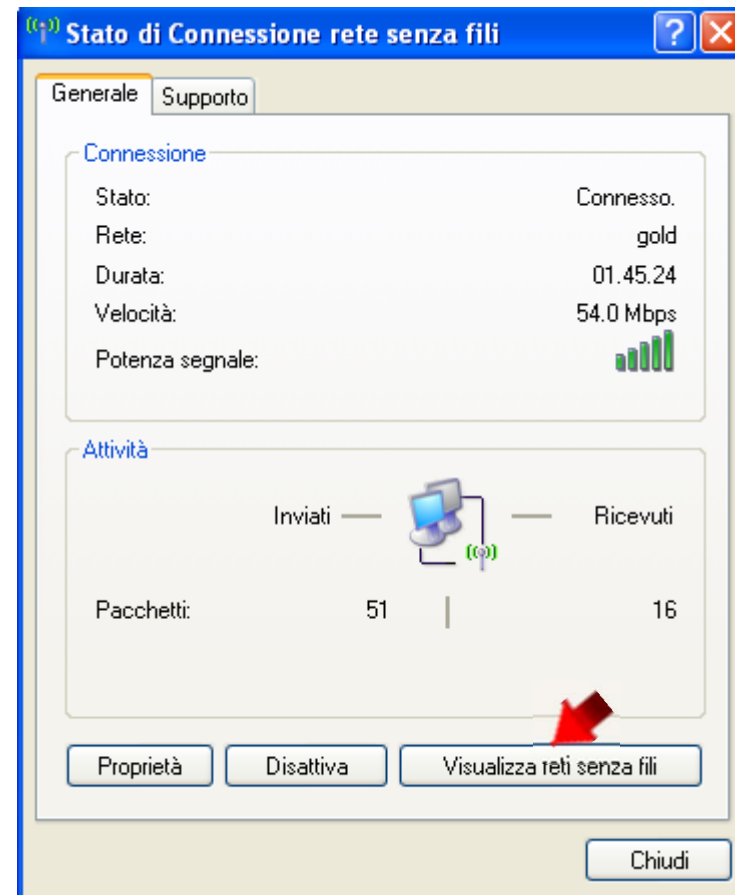 Stato di Connessione rete senza fili
Generale Supporto
Connessione
Stato: Connesso.
Rete: gold
Durata: 01.45.24
Velocità: 54.0 Mbps
Potenza segnale:
Attività
Inviati Ricevuti
Pacchetti: 51 16
Proprietà Disattiva Visualizza reti senza fili
Chiudi